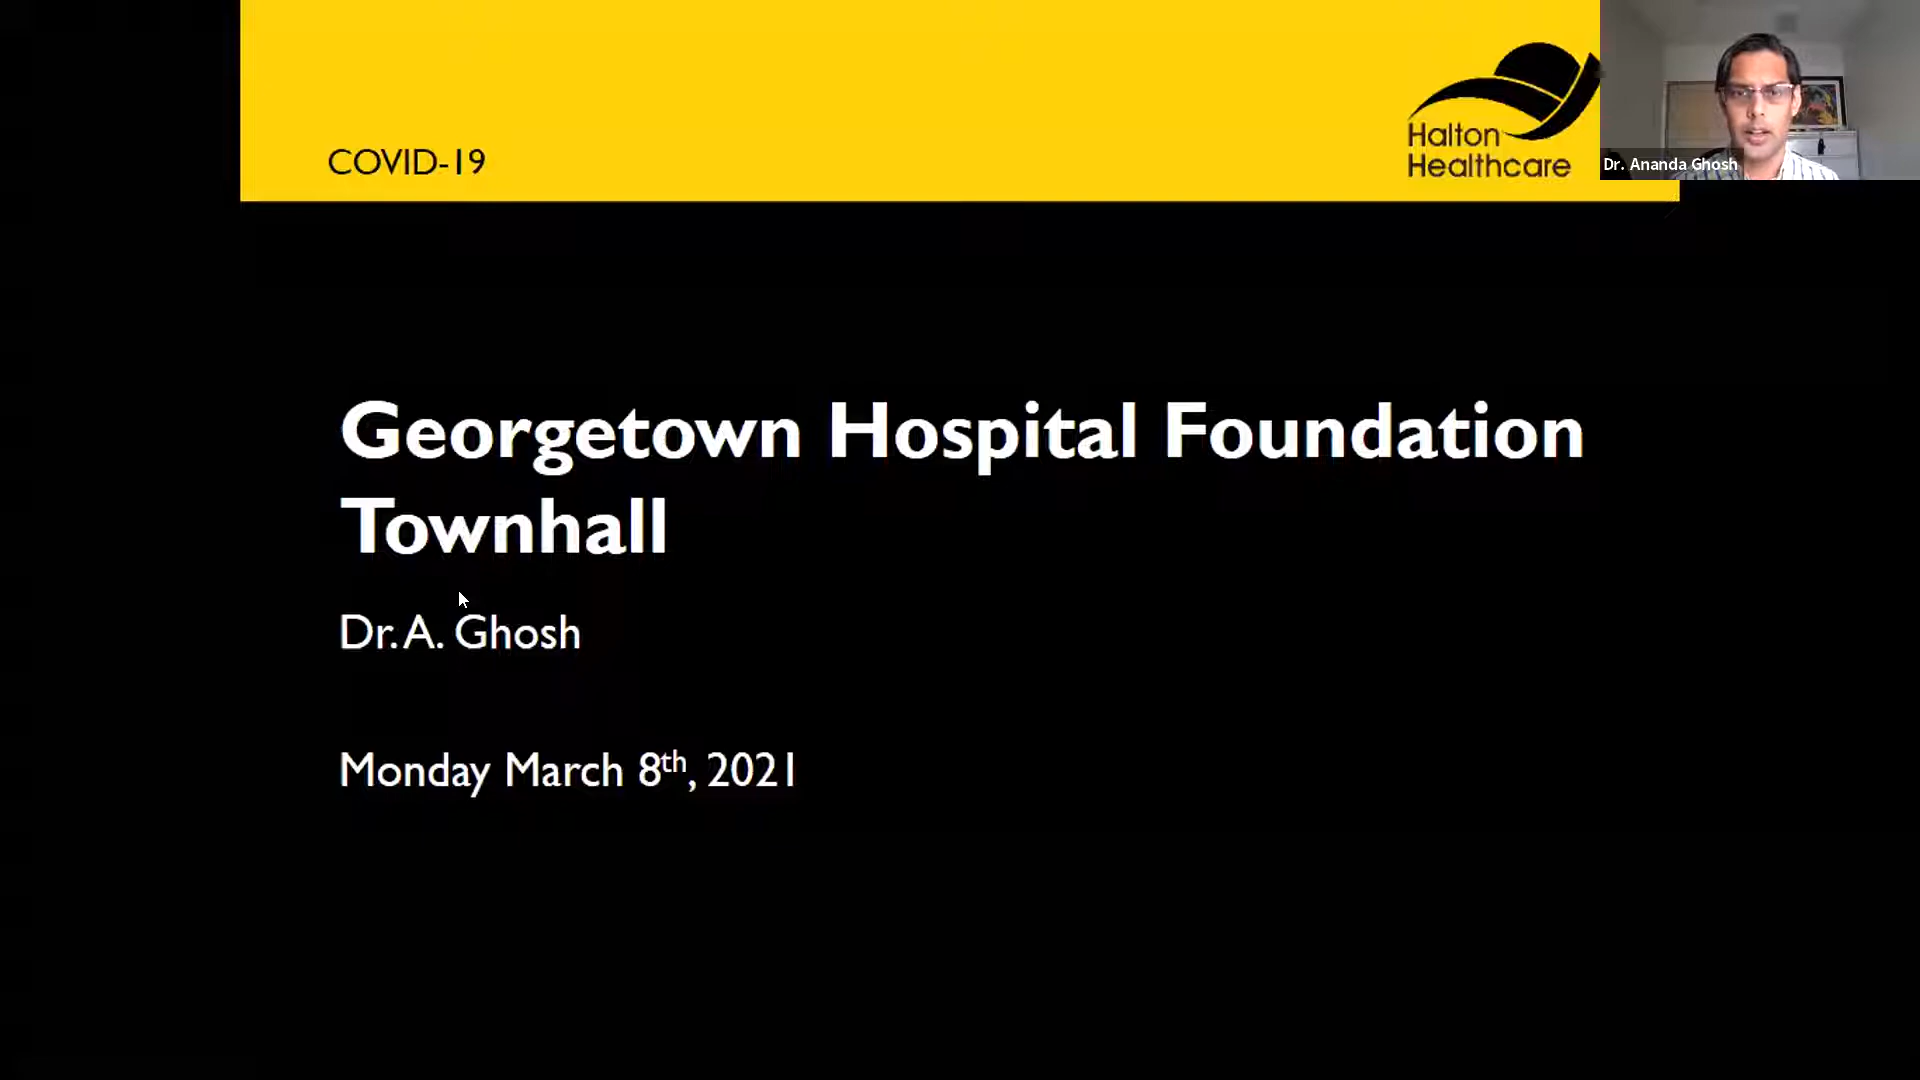 COVID-19
Halton
Healthcare
Dr. Ananda Ghosh
Georgetown Hospital Foundation
Townhall
Dr. A. Ghosh
Monday March 8th, 2021